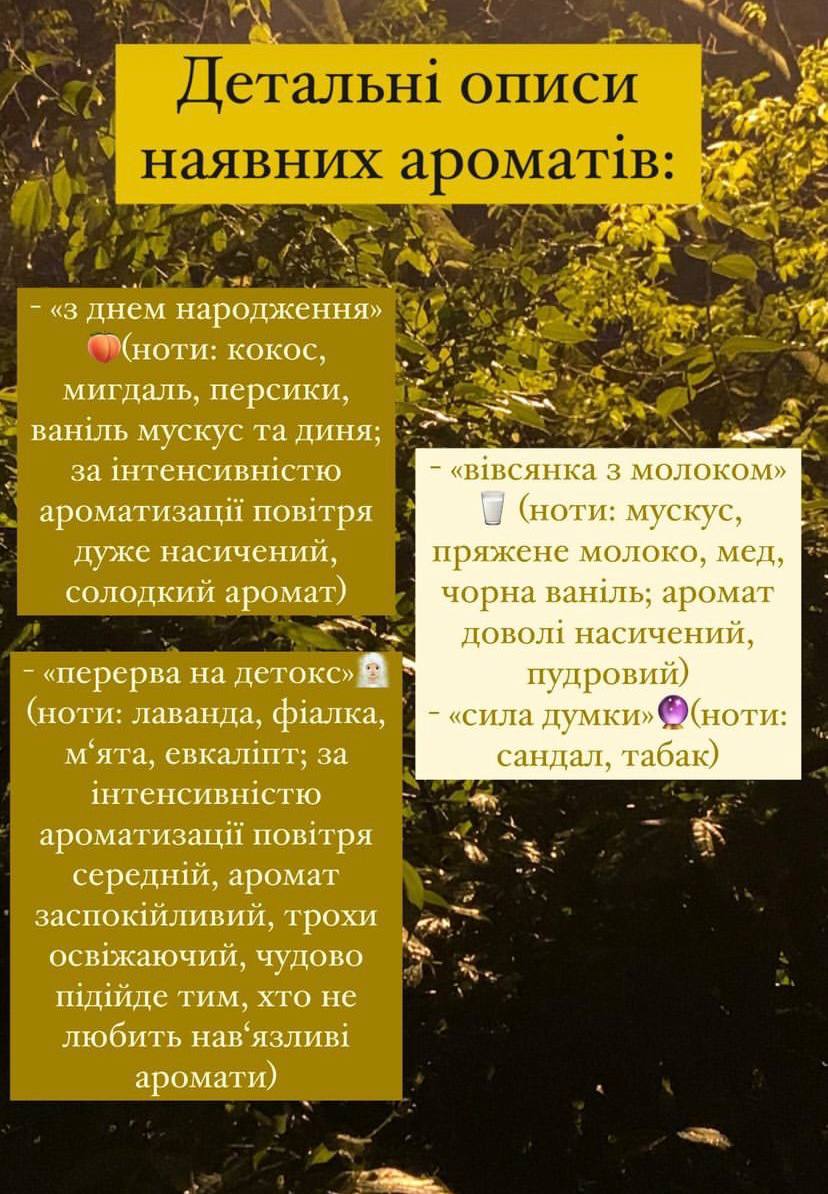 Детальні описи
наявних ароматів:
- «з днем народження»
🍑(ноти: кокос,
мигдаль, персики,
ваніль мускус та диня;
за інтенсивністю
ароматизації повітря
дуже насичений,
солодкий аромат)
- «перерва на детокс»🧖🏻‍♀️
(ноти: лаванда, фіалка,
м‘ята, евкаліпт; за
інтенсивністю
ароматизації повітря
середній, аромат
заспокійливий, трохи
освіжаючий, чудово
підійде тим, хто не
любить нав‘язливі
аромати)
- «вівсянка з молоком»
🥛 (ноти: мускус,
пряжене молоко, мед,
чорна ваніль; аромат
доволі насичений,
пудровий)
- «сила думки»🔮(ноти:
сандал, табак)